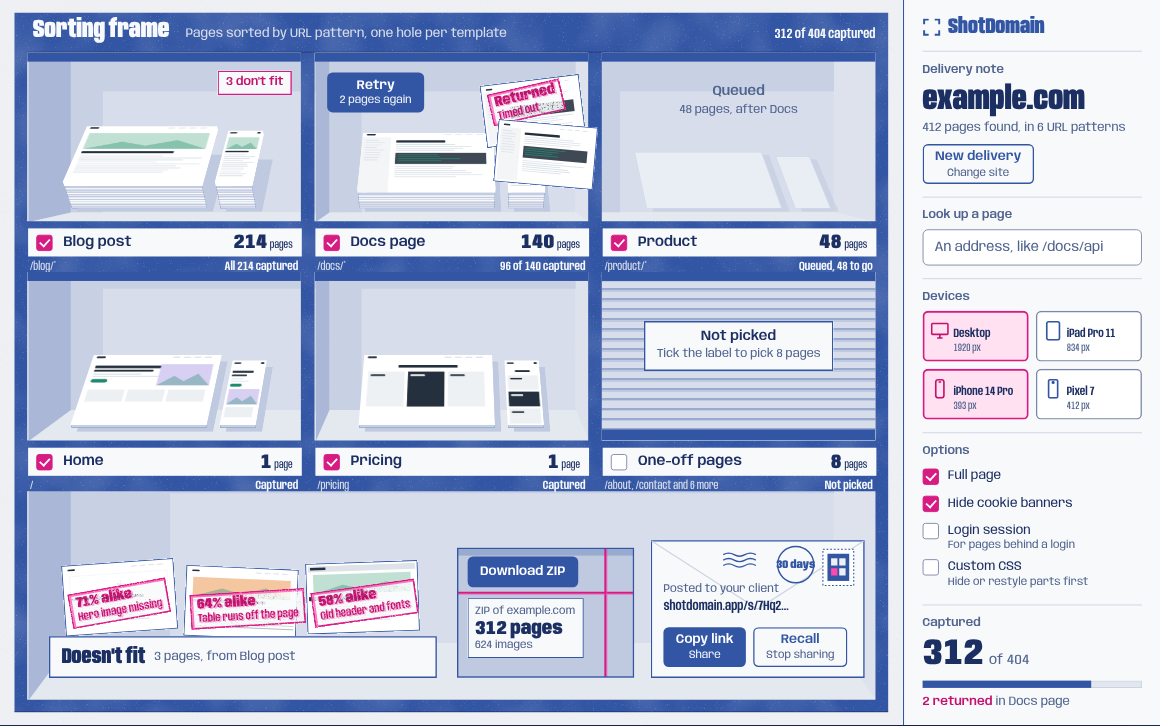 Sorting frame
Pages sorted by URL pattern, one hole per template
312 of 404 captured
3 don't fit
Retry
2 pages again
Returned
Timed out
Queued
48 pages, after Docs
Blog post
214 pages
/blog/*
All 214 captured
Docs page
140 pages
/docs/*
96 of 140 captured
Product
48 pages
/product/*
Queued, 48 to go
Not picked
Tick the label to pick 8 pages
Home
1 page
/
Captured
Pricing
1 page
/pricing
Captured
One-off pages
8 pages
/about, /contact and 6 more
Not picked
71% alike
Hero image missing
64% alike
Table runs off the page
58% alike
Old header and fonts
Doesn't fit
3 pages, from Blog post
Download ZIP
ZIP of example.com
312 pages
624 images
30 days
Posted to your client
shotdomain.app/s/7Hq2...
Copy link
Share
Recall
Stop sharing
ShotDomain
Delivery note
example.com
412 pages found, in 6 URL patterns
New delivery
Change site
Look up a page
An address, like /docs/api
Devices
Desktop
1920 px
iPad Pro 11
834 px
iPhone 14 Pro
393 px
Pixel 7
412 px
Options
Full page
Hide cookie banners
Login session
For pages behind a login
Custom CSS
Hide or restyle parts first
Captured
312 of 404
2 returned in Docs page